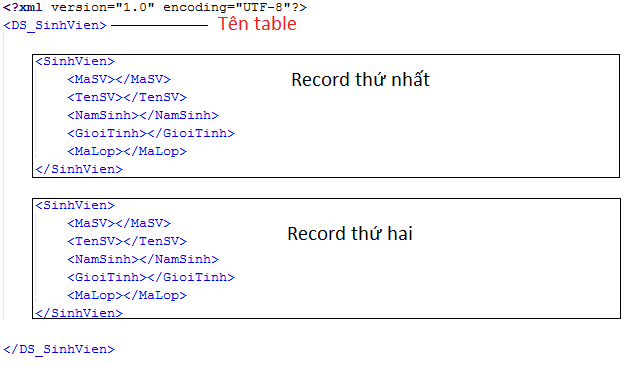 <?xml version="1.0" encoding="UTF-8"?>
<DS_SinhVien> Tên table
<SinhVien>
<MaSV></MaSV>
Record thứ nhất
<TenSV></TenSV>
<NamSinh></NamSinh>
<GioiTinh></GioiTinh>
<MaLop></MaLop>
</SinhVien>
<SinhVien>
<MaSV></MaSV>
Record thứ hai
<TenSV></TenSV>
<NamSinh></NamSinh>
<GioiTinh></GioiTinh>
<MaLop></MaLop>
</SinhVien>
</DS_SinhVien>